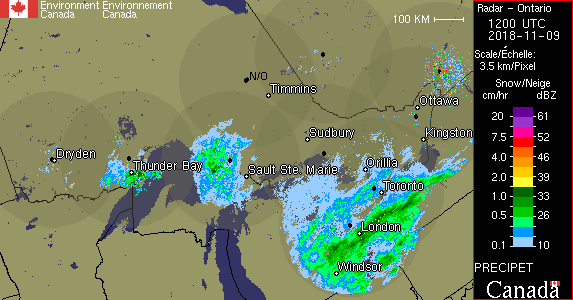 Environment Environnement
Canada Canada
100 KM
Radar - Ontario
1200 UTC
2018-11-09
Scale/Échelle:
3.5 km/Pixel
Snow/Neige
cm/hr dBZ
20 61
7.5 52
4.0 46
2.0 39
1.0 33
0.5 26
0.1 10
N/O
Timmins
Ottawa
Sudbury
Kingston
Dryden
Thunder Bay
Sault Ste. Marie
Orillia
Toronto
London
Windsor
PRECIPET
Canada